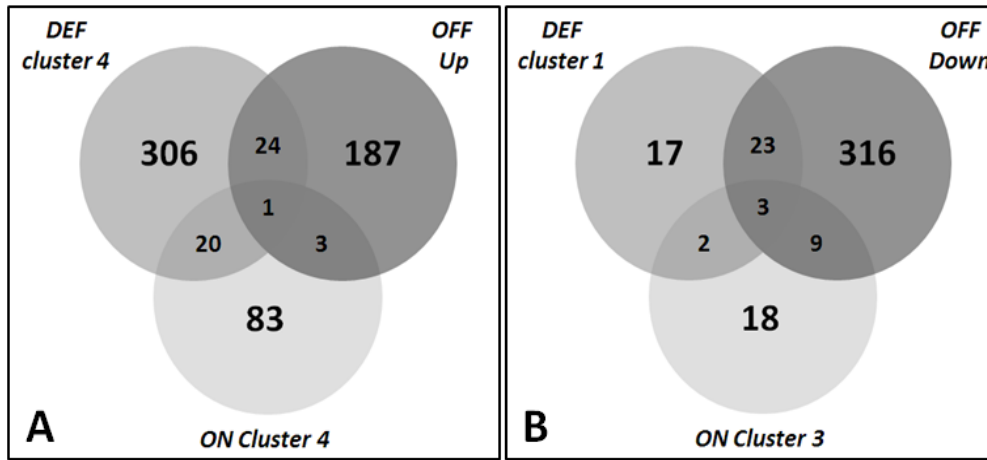 DEF
cluster 4
OFF
Up
306
24
187
1
20
3
83
A
ON Cluster 4
DEF
cluster 1
OFF
Down
17
23
316
3
2
9
18
B
ON Cluster 3